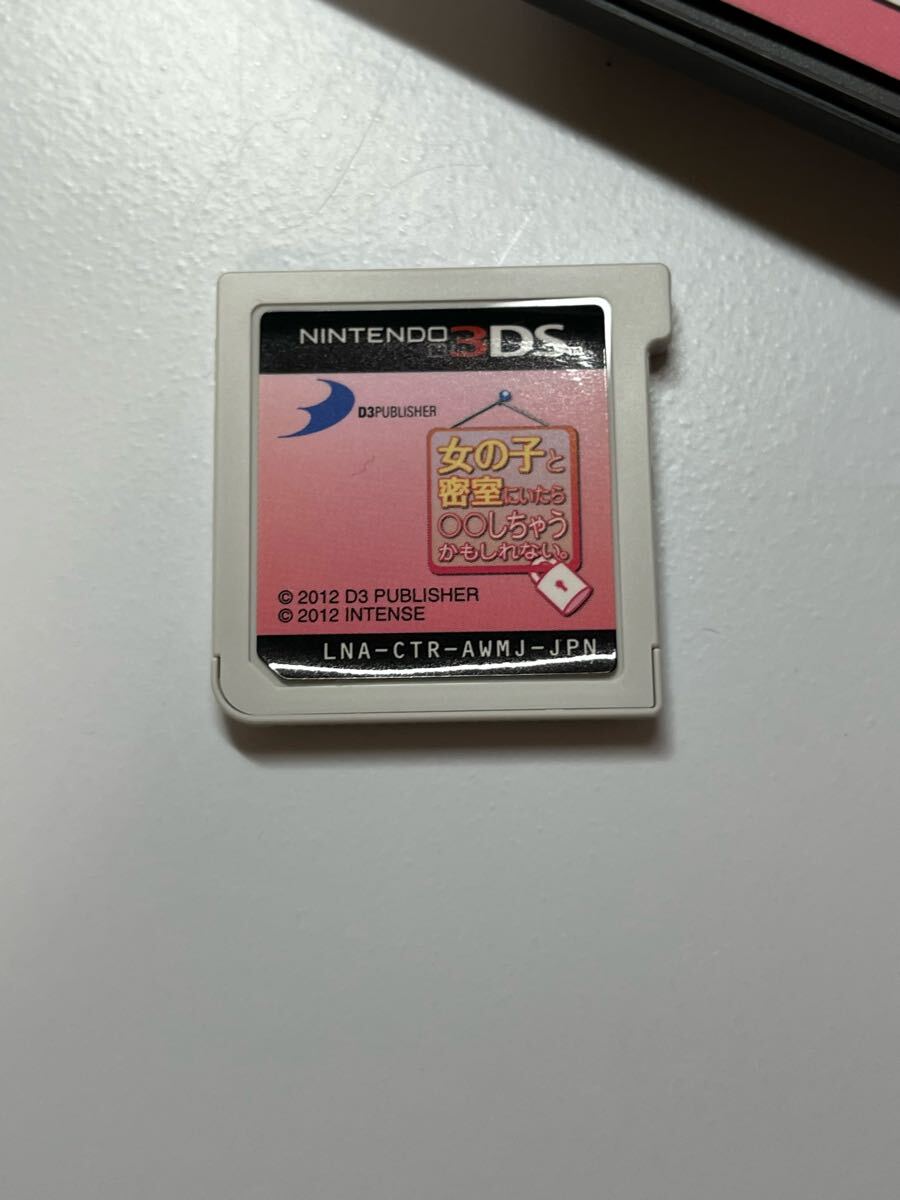 NINTENDO 3DS
D3PUBLISHER
女の子と
密室にいたら
○○しちゃう
かもしれない。
© 2012 D3 PUBLISHER
© 2012 INTENSE
LNA-CTR-AWMJ-JPN